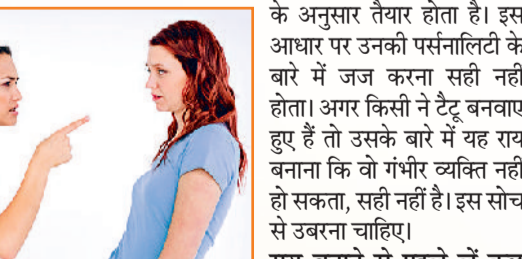 के अनुसार तैयार होता है। इस
आधार पर उनकी पर्सनालिटी के
बारे में जज करना सही नहीं
होता। अगर किसी ने टैटू बनवाए
हुए हैं तो उसके बारे में यह राय
बनाना कि वो गंभीर व्यक्ति नहीं
हो सकता, सही नहीं है। इस सोच
से उबरना चाहिए।